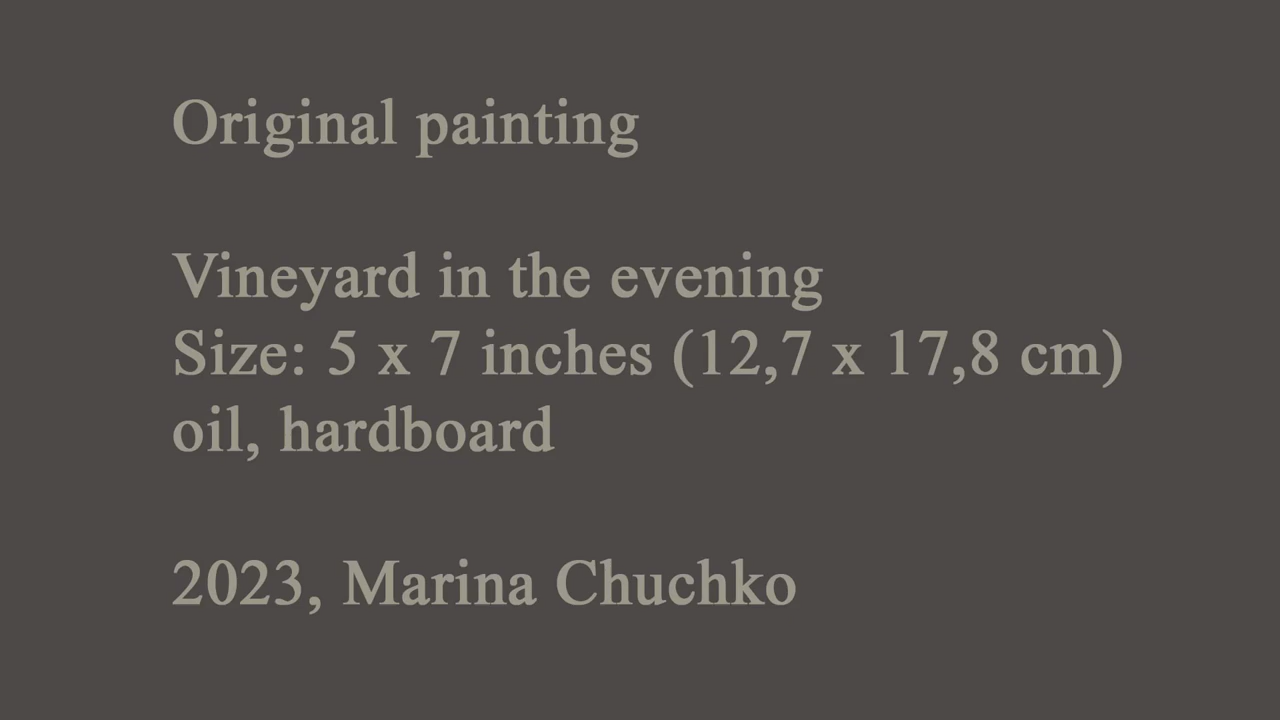 Original painting
Vineyard in the evening
Size: 5 x 7 inches (12,7 x 17,8 cm)
oil, hardboard
2023, Marina Chuchko